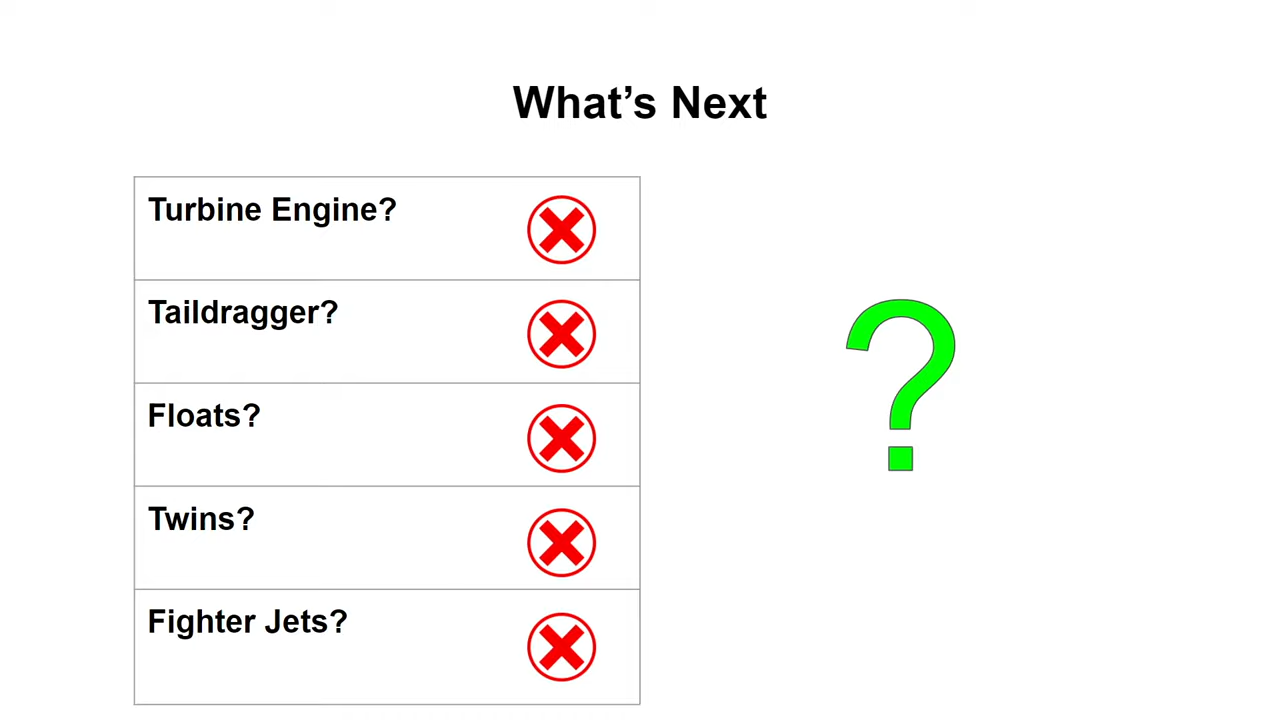 What’s Next
Turbine Engine?
Taildragger?
Floats?
Twins?
Fighter Jets?
?